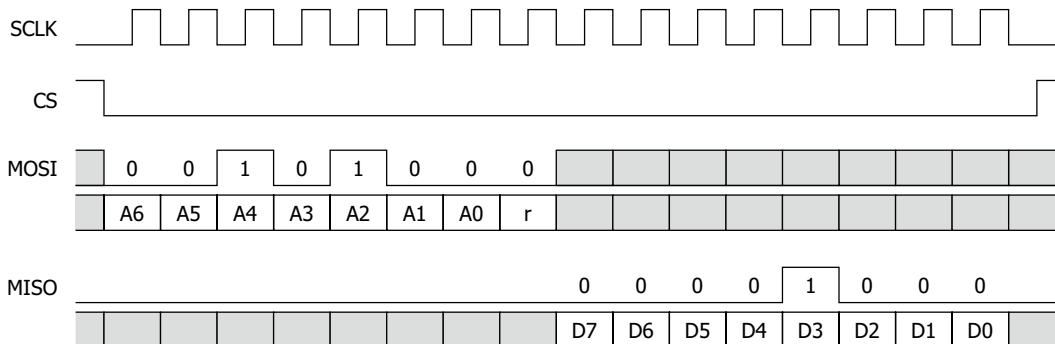 SCLK
CS
MOSI 0 0 1 0 1 0 0 0
A6 A5 A4 A3 A2 A1 A0 r
MISO 0 0 0 0 1 0 0 0
D7 D6 D5 D4 D3 D2 D1 D0